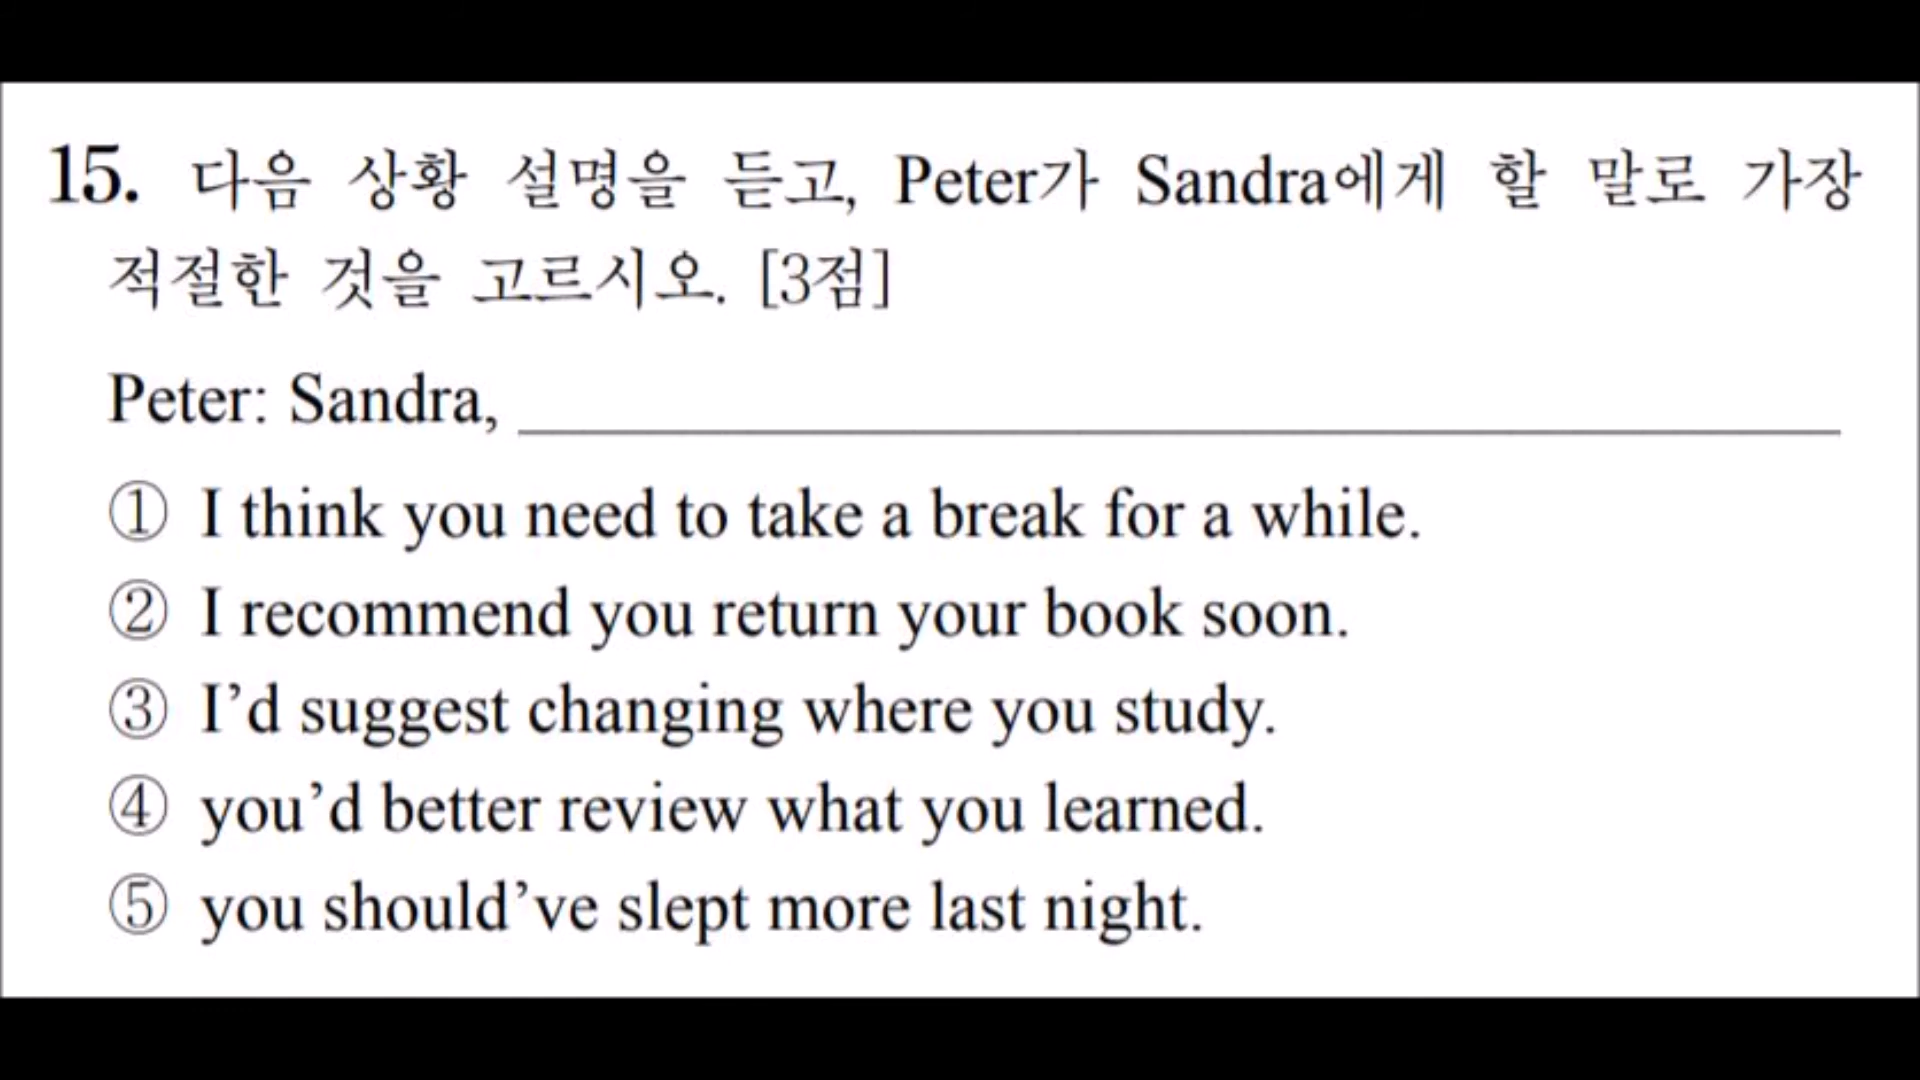 15. 다음 상황 설명을 듣고, Peter가 Sandra에게 할 말로 가장
적절한 것을 고르시오. [3점]
Peter: Sandra, ____________________
① I think you need to take a break for a while.
② I recommend you return your book soon.
③ I’d suggest changing where you study.
④ you’d better review what you learned.
⑤ you should’ve slept more last night.